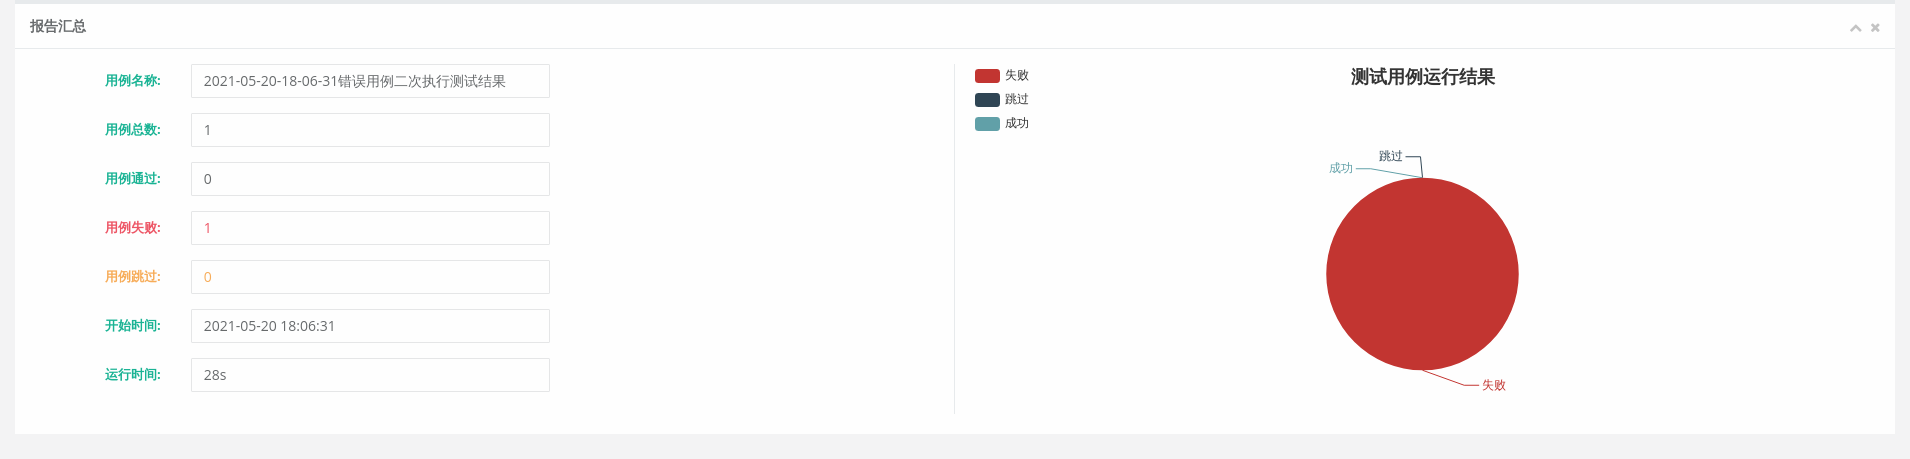 报告汇总
用例名称: 2021-05-20-18-06-31错误用例二次执行测试结果
用例总数: 1
用例通过: 0
用例失败: 1
用例跳过: 0
开始时间: 2021-05-20 18:06:31
运行时间: 28s
失败
跳过
成功
测试用例运行结果
跳过
成功
失败